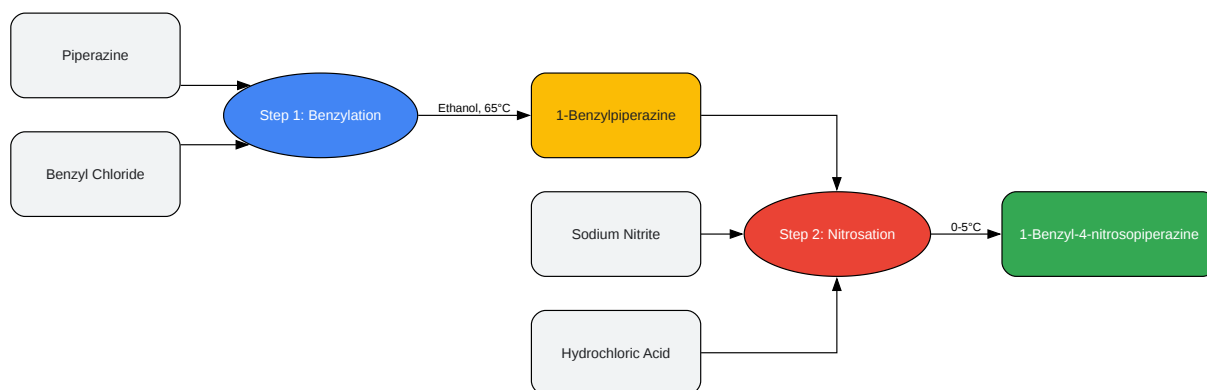 Piperazine
Benzyl Chloride
Step 1: Benzylation
Ethanol, 65°C
1-Benzylpiperazine
Sodium Nitrite
Hydrochloric Acid
Step 2: Nitrosation
0-5°C
1-Benzyl-4-nitrosopiperazine